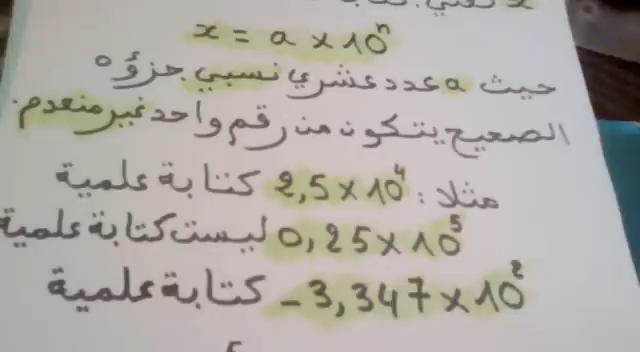 x = a × 10ⁿ
حيث a عدد عشري نسبي جزؤه
الصحيح يتكون من رقم واحد غير منعدم.
مثلا : 2,5 × 10⁴ كتابة علمية
0,25 × 10⁵ ليست كتابة علمية
-3,347 × 10² كتابة علمية